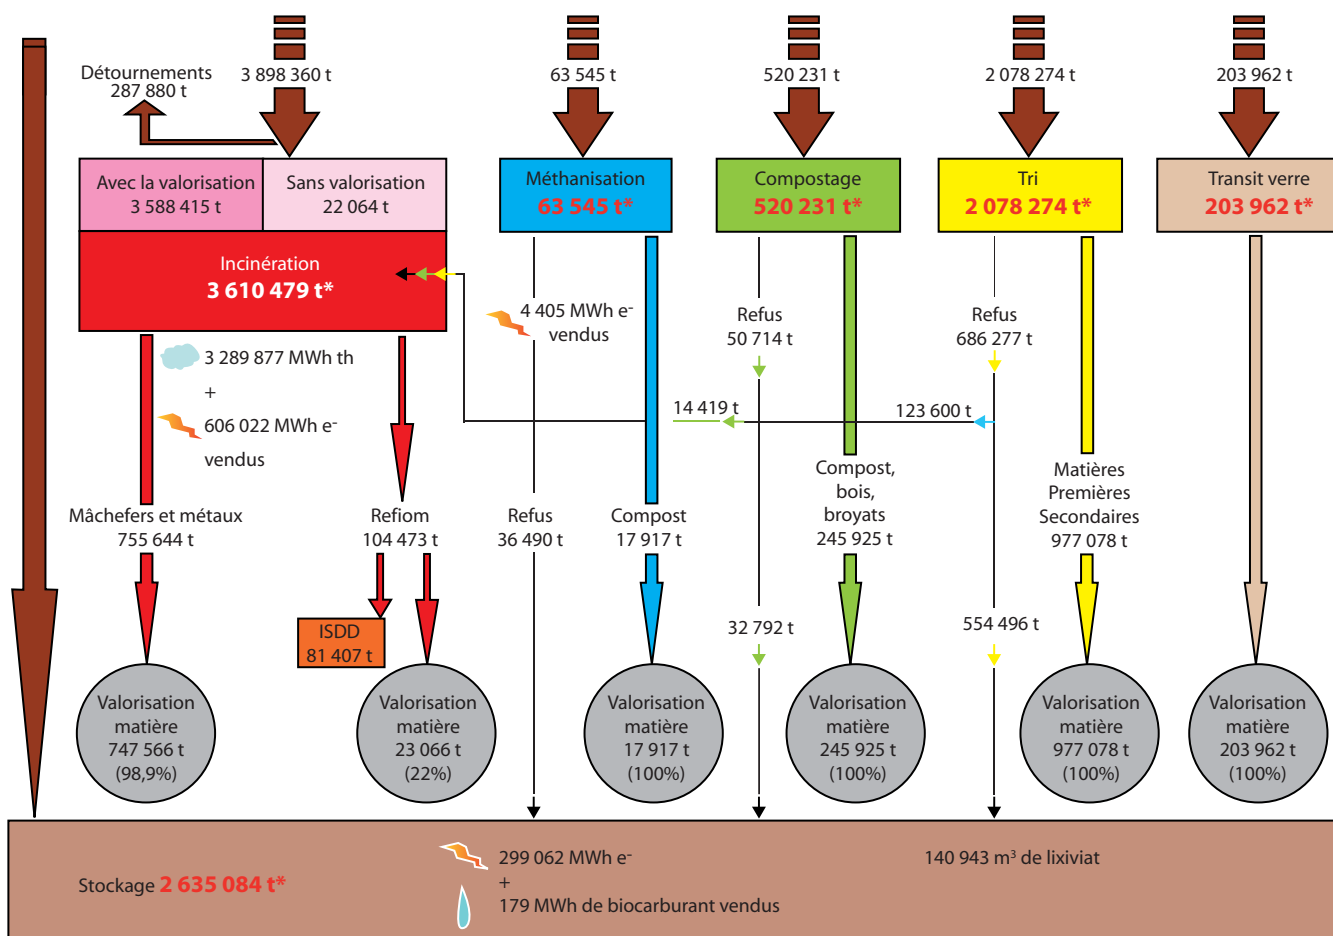 Détournements
287 880 t
3 898 360 t
63 545 t
520 231 t
2 078 274 t
203 962 t
Avec la valorisation
3 588 415 t
Sans valorisation
22 064 t
Incinération
3 610 479 t*
Méthanisation
63 545 t*
Compostage
520 231 t*
Tri
2 078 274 t*
Transit verre
203 962 t*
3 289 877 MWh th
+
606 022 MWh e-
vendus
4 405 MWh e-
vendus
Refus
50 714 t
Refus
686 277 t
14 419 t
123 600 t
Mâchefers et métaux
755 644 t
Refiom
104 473 t
Refus
36 490 t
Compost
17 917 t
Compost,
bois,
broyats
245 925 t
Matières
Premières
Secondaires
977 078 t
ISDD
81 407 t
32 792 t
554 496 t
Valorisation
matière
747 566 t
(98,9%)
Valorisation
matière
23 066 t
(22%)
Valorisation
matière
17 917 t
(100%)
Valorisation
matière
245 925 t
(100%)
Valorisation
matière
977 078 t
(100%)
Valorisation
matière
203 962 t
(100%)
Stockage 2 635 084 t*
299 062 MWh e-
+
179 MWh de biocarburant vendus
140 943 m³ de lixiviat